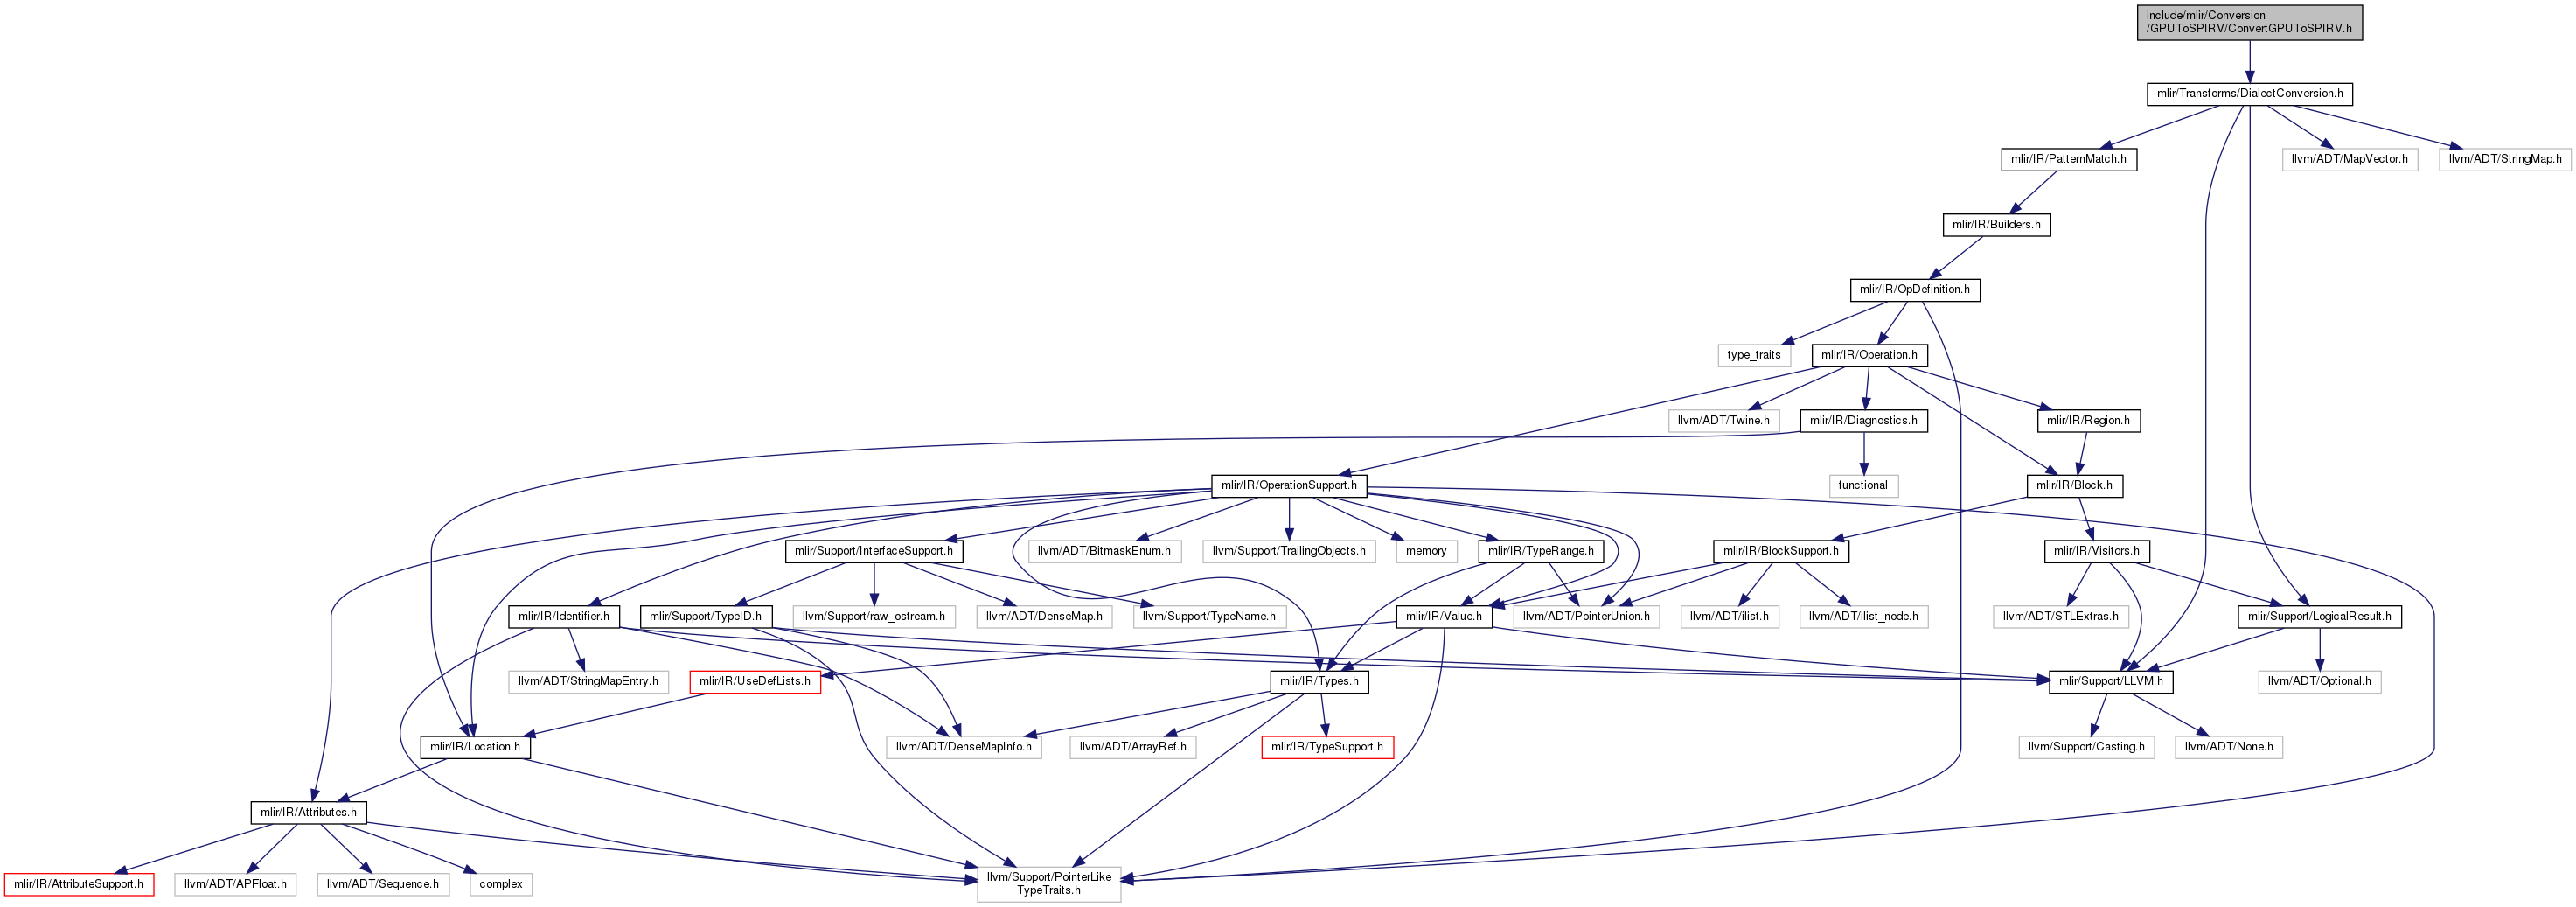 include/mlir/Conversion
/GPUToSPIRV/ConvertGPUToSPIRV.h
mlir/Transforms/DialectConversion.h
mlir/IR/PatternMatch.h
llvm/ADT/MapVector.h
llvm/ADT/StringMap.h
mlir/IR/Builders.h
mlir/IR/OpDefinition.h
type_traits
mlir/IR/Operation.h
llvm/ADT/Twine.h
mlir/IR/Diagnostics.h
mlir/IR/Region.h
mlir/IR/OperationSupport.h
functional
mlir/IR/Block.h
mlir/Support/InterfaceSupport.h
llvm/ADT/BitmaskEnum.h
llvm/Support/TrailingObjects.h
memory
mlir/IR/TypeRange.h
mlir/IR/BlockSupport.h
mlir/IR/Visitors.h
mlir/IR/Identifier.h
mlir/Support/TypeID.h
llvm/Support/raw_ostream.h
llvm/ADT/DenseMap.h
llvm/Support/TypeName.h
mlir/IR/Value.h
llvm/ADT/PointerUnion.h
llvm/ADT/ilist.h
llvm/ADT/ilist_node.h
llvm/ADT/STLExtras.h
mlir/Support/LogicalResult.h
llvm/ADT/StringMapEntry.h
mlir/IR/UseDefLists.h
mlir/IR/Types.h
mlir/Support/LLVM.h
llvm/ADT/Optional.h
mlir/IR/Location.h
llvm/ADT/DenseMapInfo.h
llvm/ADT/ArrayRef.h
mlir/IR/TypeSupport.h
llvm/Support/Casting.h
llvm/ADT/None.h
mlir/IR/Attributes.h
mlir/IR/AttributeSupport.h
llvm/ADT/APFloat.h
llvm/ADT/Sequence.h
complex
llvm/Support/PointerLike
TypeTraits.h